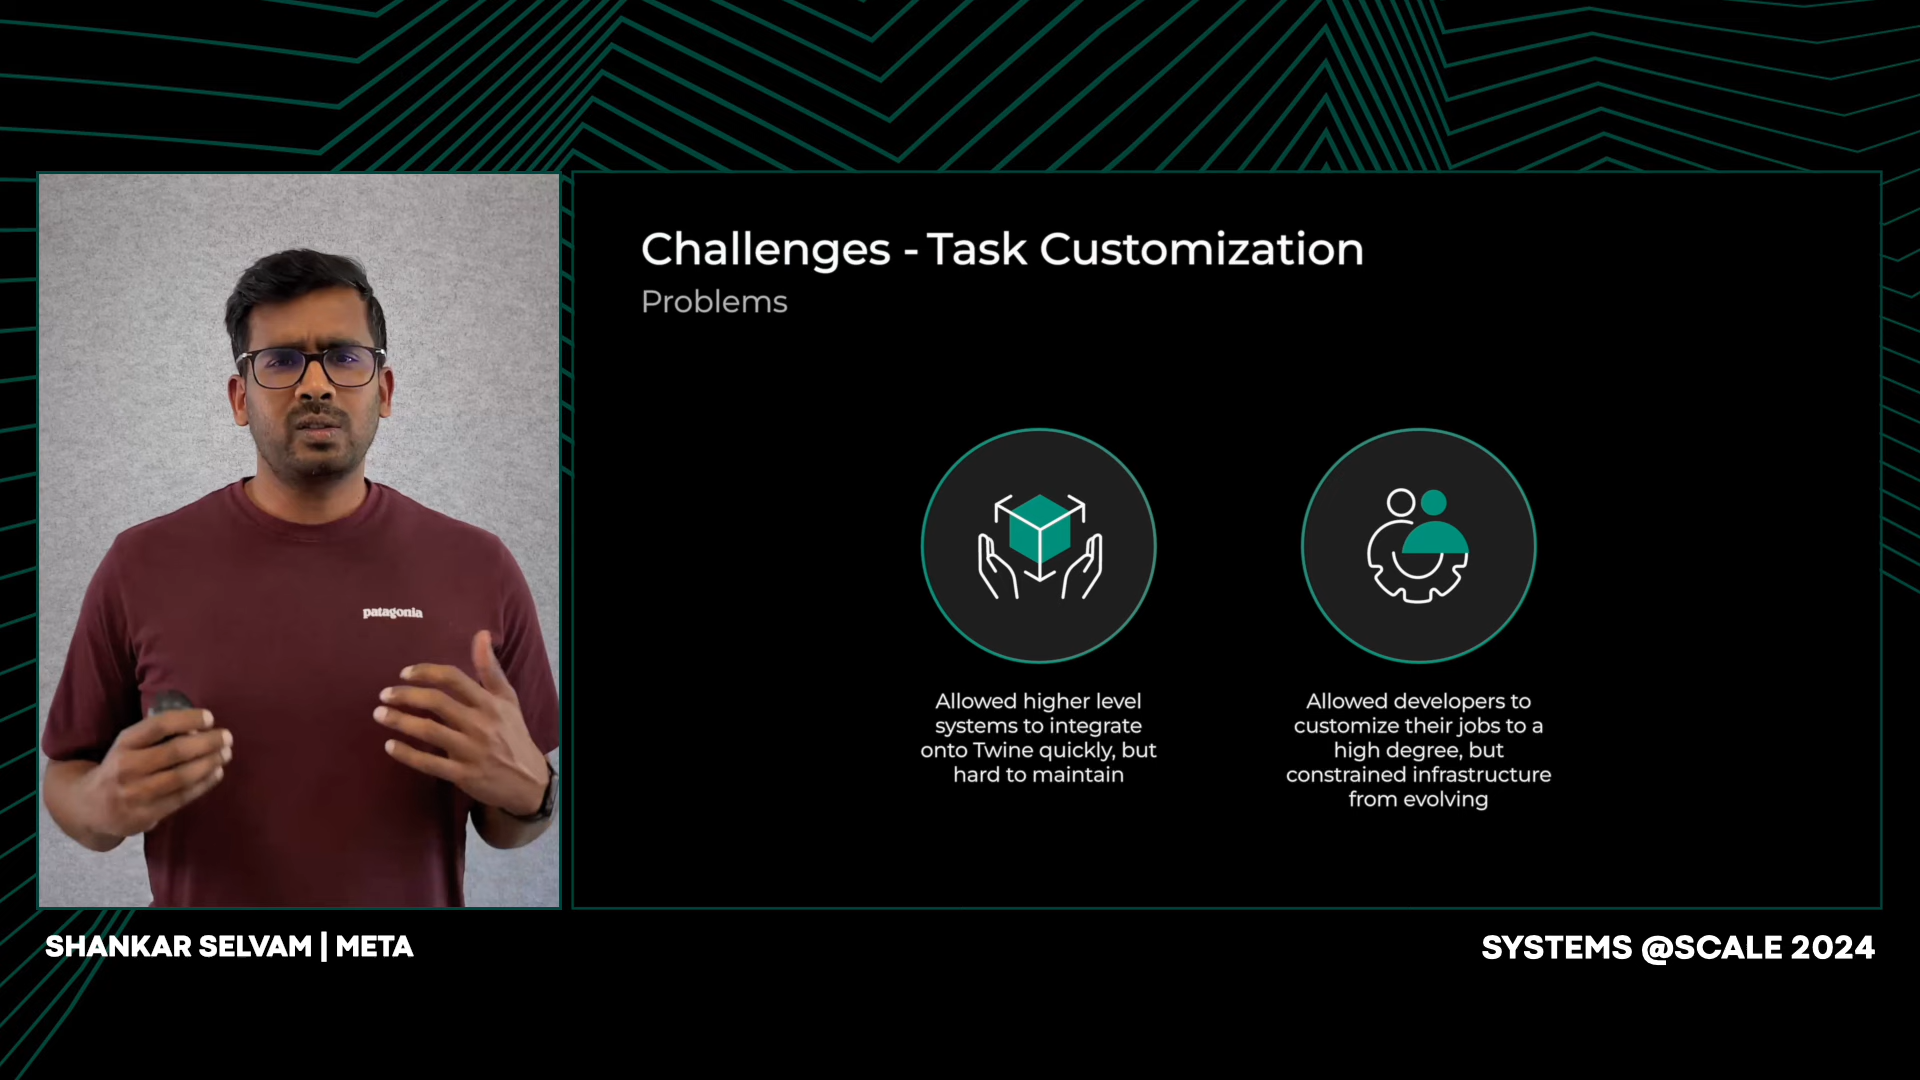 Challenges - Task Customization
Problems
patagonia
Allowed higher level
systems to integrate
onto Twine quickly, but
hard to maintain
Allowed developers to
customize their jobs to a
high degree, but
constrained infrastructure
from evolving
SHANKAR SELVAM | META
SYSTEMS @SCALE 2024